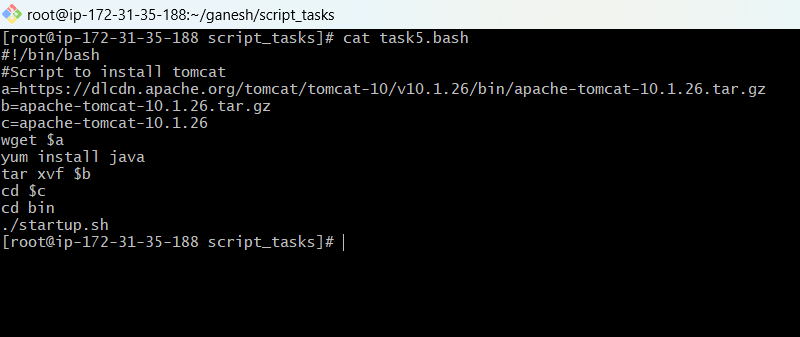 root@ip-172-31-35-188:~/ganesh/script_tasks
[root@ip-172-31-35-188 script_tasks]# cat task5.bash
#!/bin/bash
#Script to install tomcat
a=https://dlcdn.apache.org/tomcat/tomcat-10/v10.1.26/bin/apache-tomcat-10.1.26.tar.gz
b=apache-tomcat-10.1.26.tar.gz
c=apache-tomcat-10.1.26
wget $a
yum install java
tar xvf $b
cd $c
cd bin
./startup.sh
[root@ip-172-31-35-188 script_tasks]#